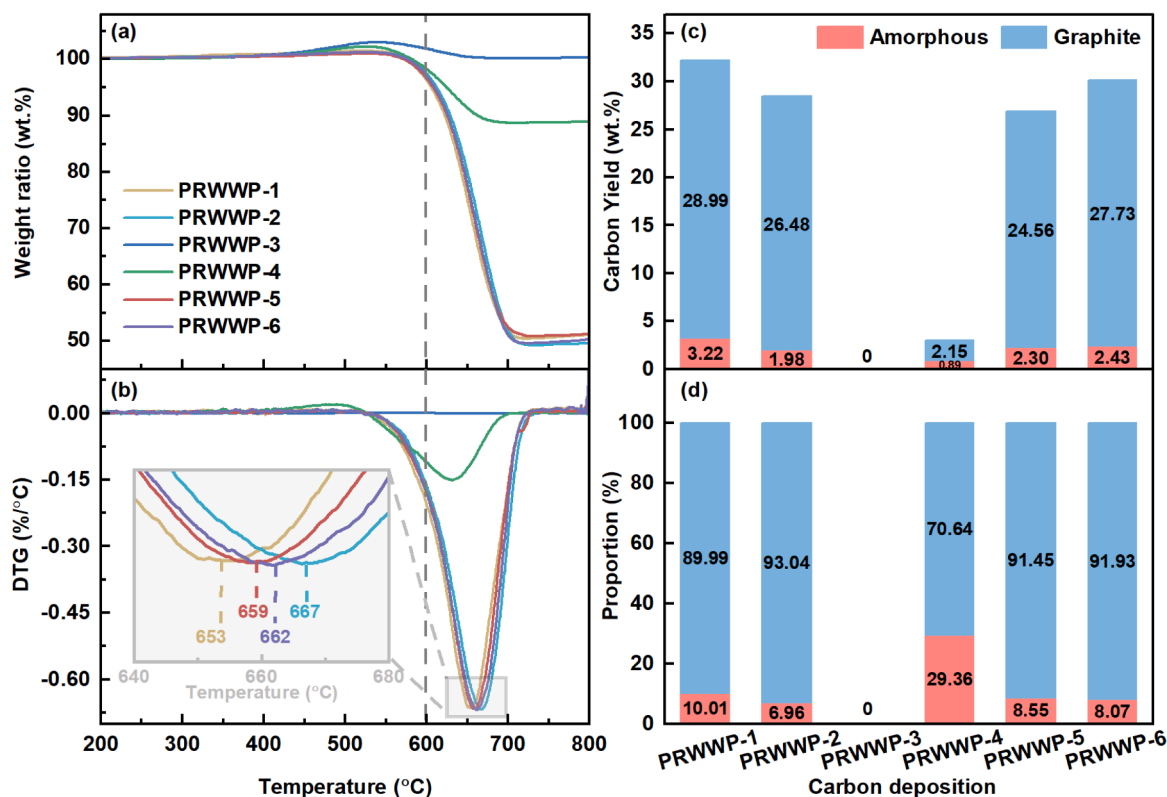 (a)
100
90
80
70
60
50
Weight ratio (wt.%)
PRWWP-1
PRWWP-2
PRWWP-3
PRWWP-4
PRWWP-5
PRWWP-6
(b)
0.00
-0.15
-0.30
-0.45
-0.60
DTG (%/°C)
653
659
662
667
640 660 680
Temperature (°C)
200 300 400 500 600 700 800
Temperature (°C)
(c)
Amorphous Graphite
35
30
25
20
15
10
5
0
Carbon Yield (wt.%)
28.99 26.48 24.56 27.73
3.22 1.98 0 2.15 2.30 2.43
0.89
(d)
100
80
60
40
20
0
Proportion (%)
89.99 93.04 70.64 91.45 91.93
10.01 6.96 0 29.36 8.55 8.07
PRWWP-1 PRWWP-2 PRWWP-3 PRWWP-4 PRWWP-5 PRWWP-6
Carbon deposition